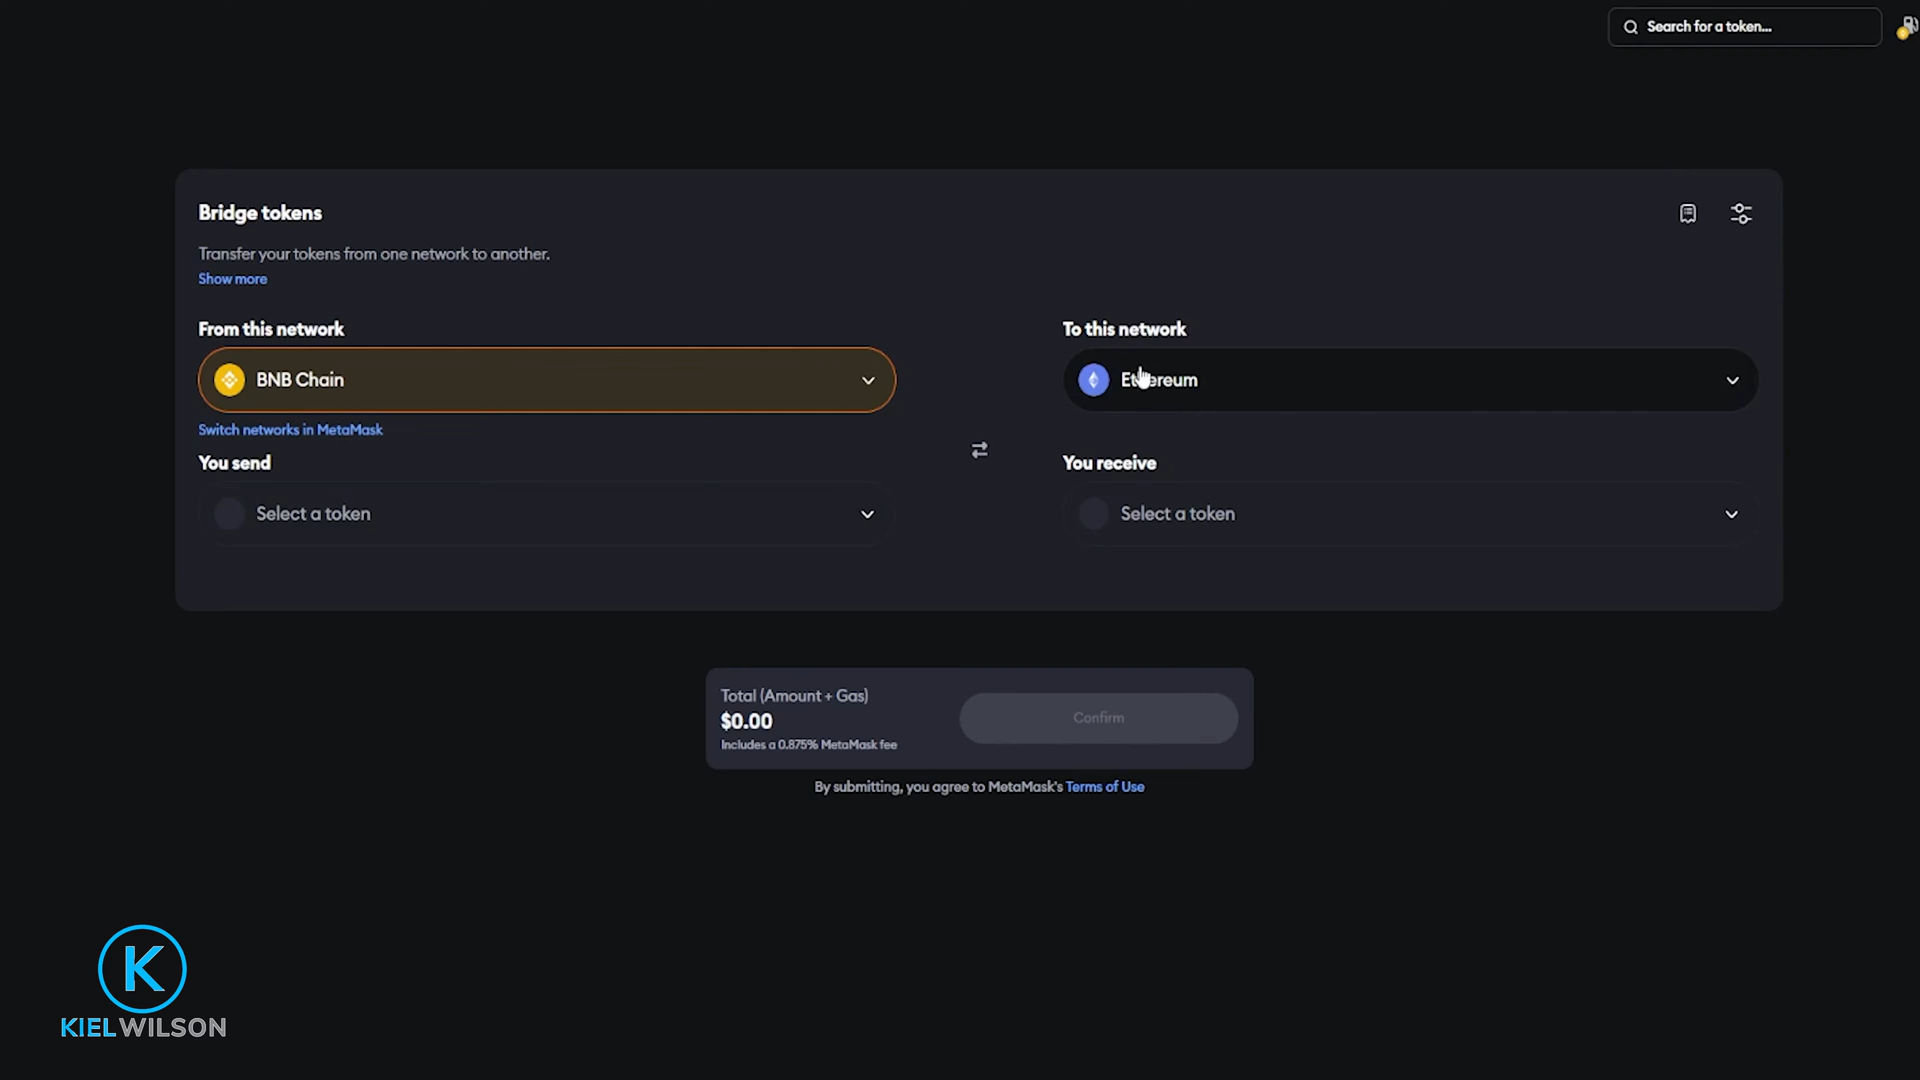 Search for a token...
Bridge tokens
Transfer your tokens from one network to another.
Show more
From this network
To this network
BNB Chain
Ethereum
Switch networks in MetaMask
You send
You receive
Select a token
Select a token
Total (Amount + Gas)
$0.00
Includes a 0.875% MetaMask fee
Confirm
By submitting, you agree to MetaMask's Terms of Use
K
KIELWILSON